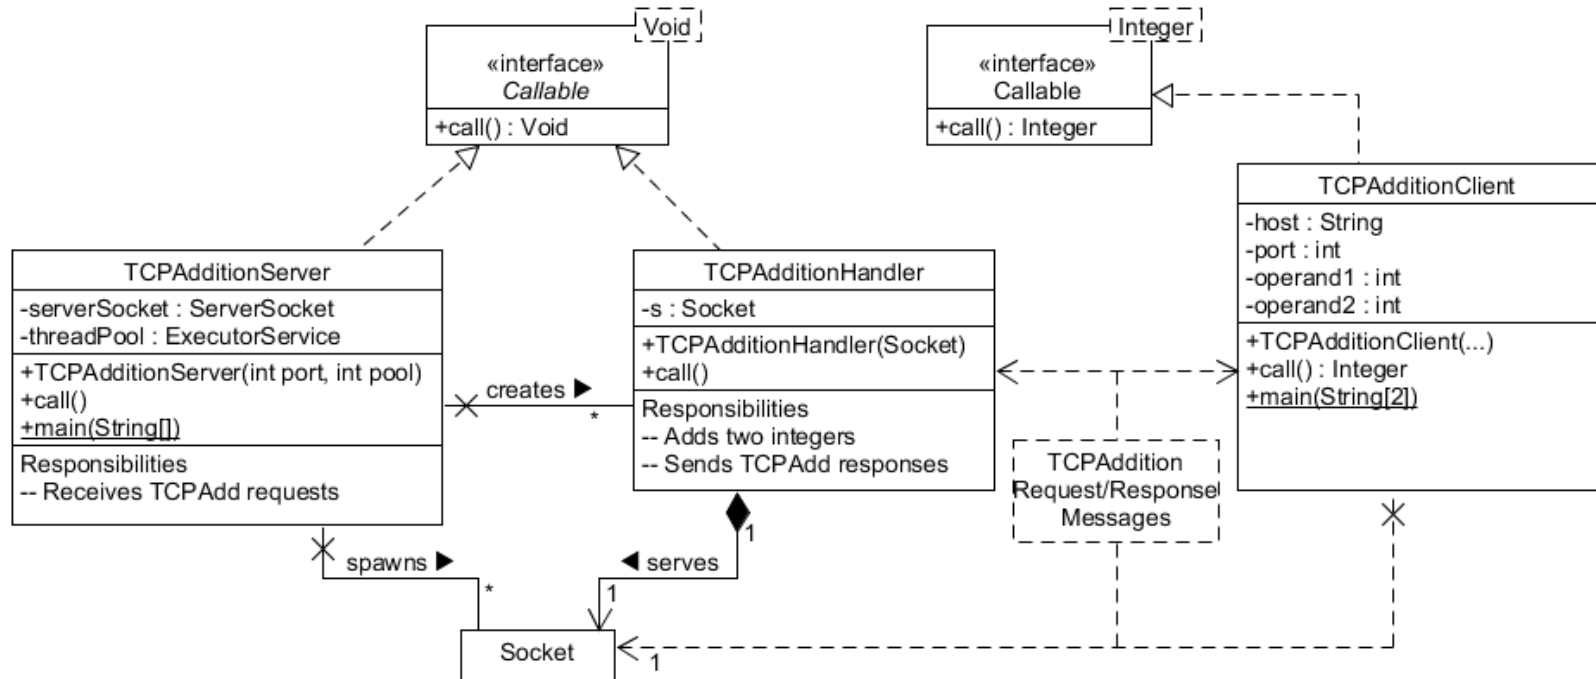 Void
«interface»
Callable
+call() : Void
Integer
«interface»
Callable
+call() : Integer
TCPAdditionServer
-serverSocket : ServerSocket
-threadPool : ExecutorService
+TCPAdditionServer(int port, int pool)
+call()
+main(String[])
Responsibilities
-- Receives TCPAdd requests
creates ▶
*
TCPAdditionHandler
-s : Socket
+TCPAdditionHandler(Socket)
+call()
Responsibilities
-- Adds two integers
-- Sends TCPAdd responses
TCPAdditionClient
-host : String
-port : int
-operand1 : int
-operand2 : int
+TCPAdditionClient(...)
+call() : Integer
+main(String[2])
TCPAddition
Request/Response
Messages
spawns ▶
*
1
◀ serves
1
Socket
1